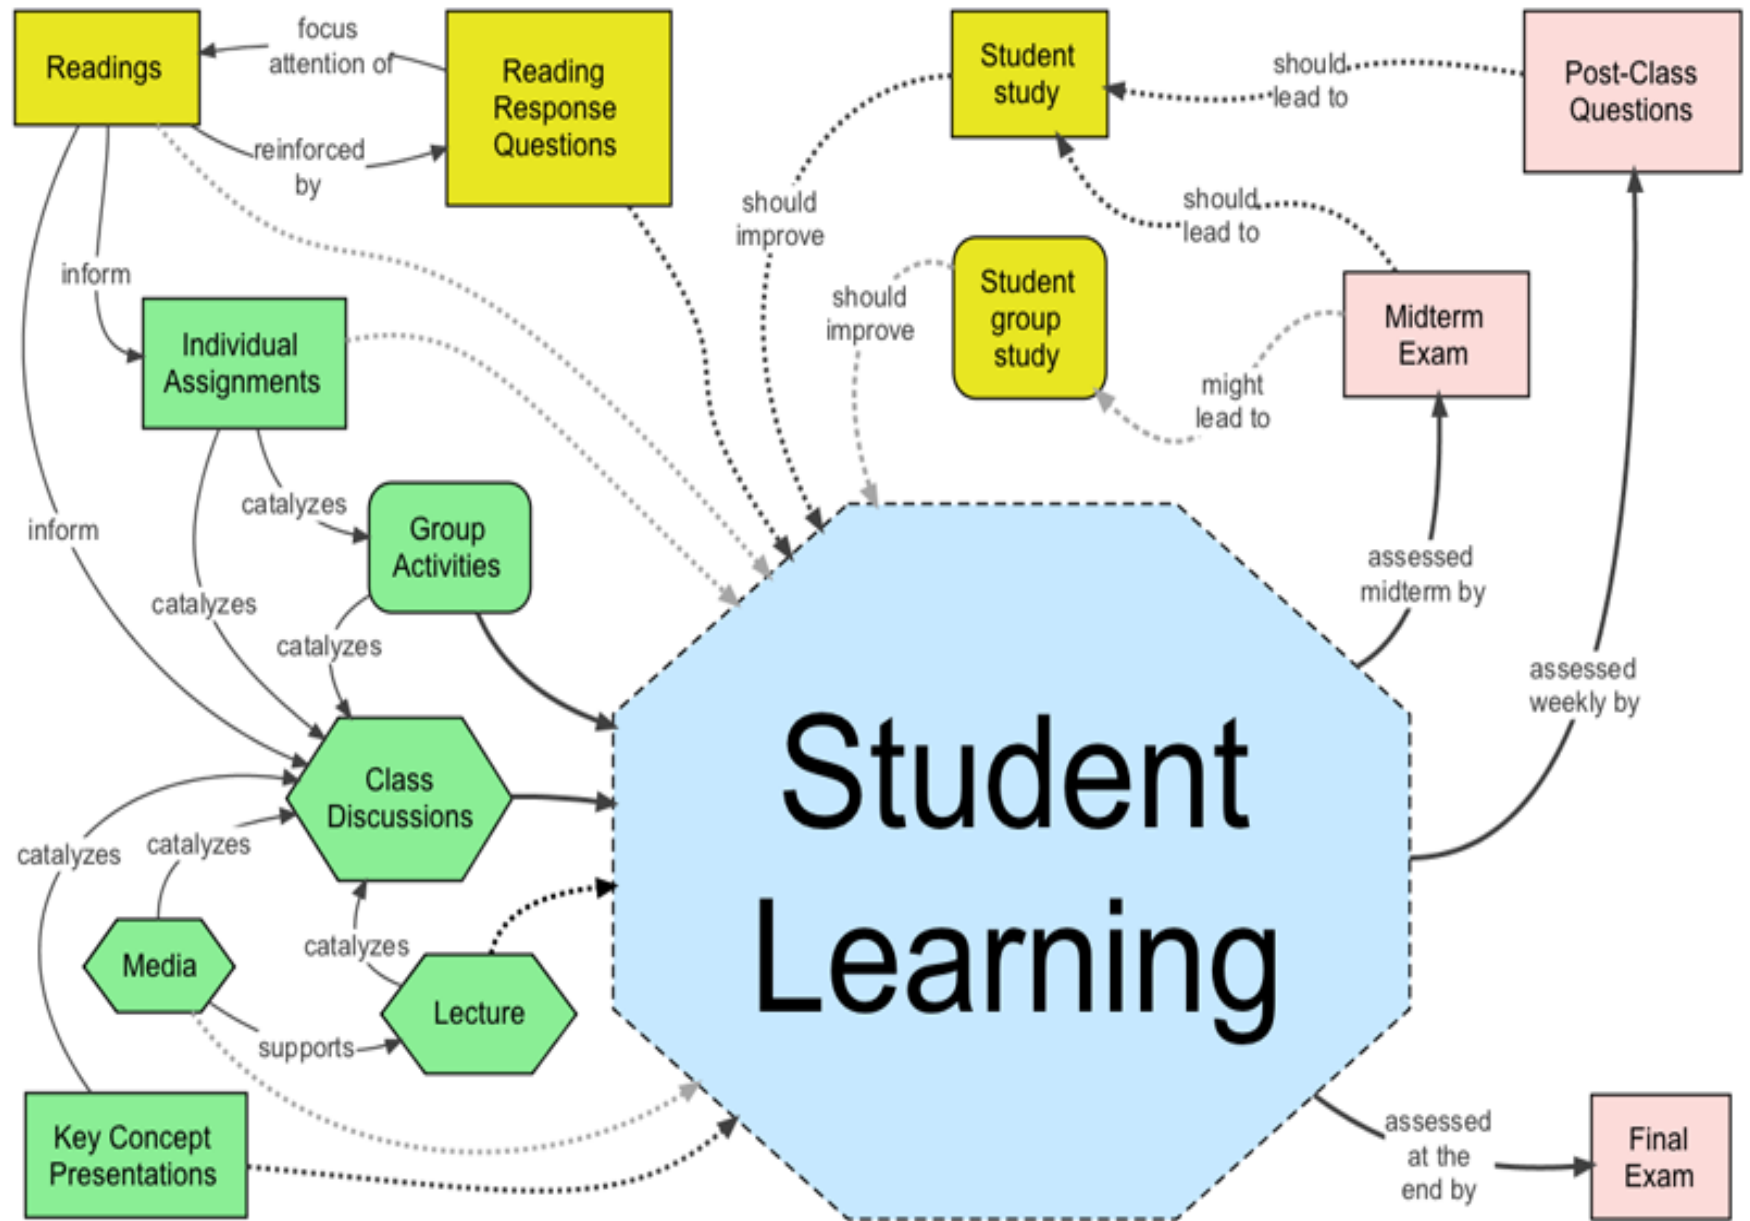 Readings
focus
attention of
Reading
Response
Questions
reinforced
by
Student
study
should
lead to
Post-Class
Questions
should
improve
should
lead to
inform
Student
group
study
should
improve
Midterm
Exam
might
lead to
Individual
Assignments
catalyzes
inform
Group
Activities
catalyzes
catalyzes
assessed
midterm by
assessed
weekly by
Class
Discussions
Student
Learning
catalyzes
catalyzes
catalyzes
Media
Lecture
supports
Key Concept
Presentations
assessed
at the
end by
Final
Exam